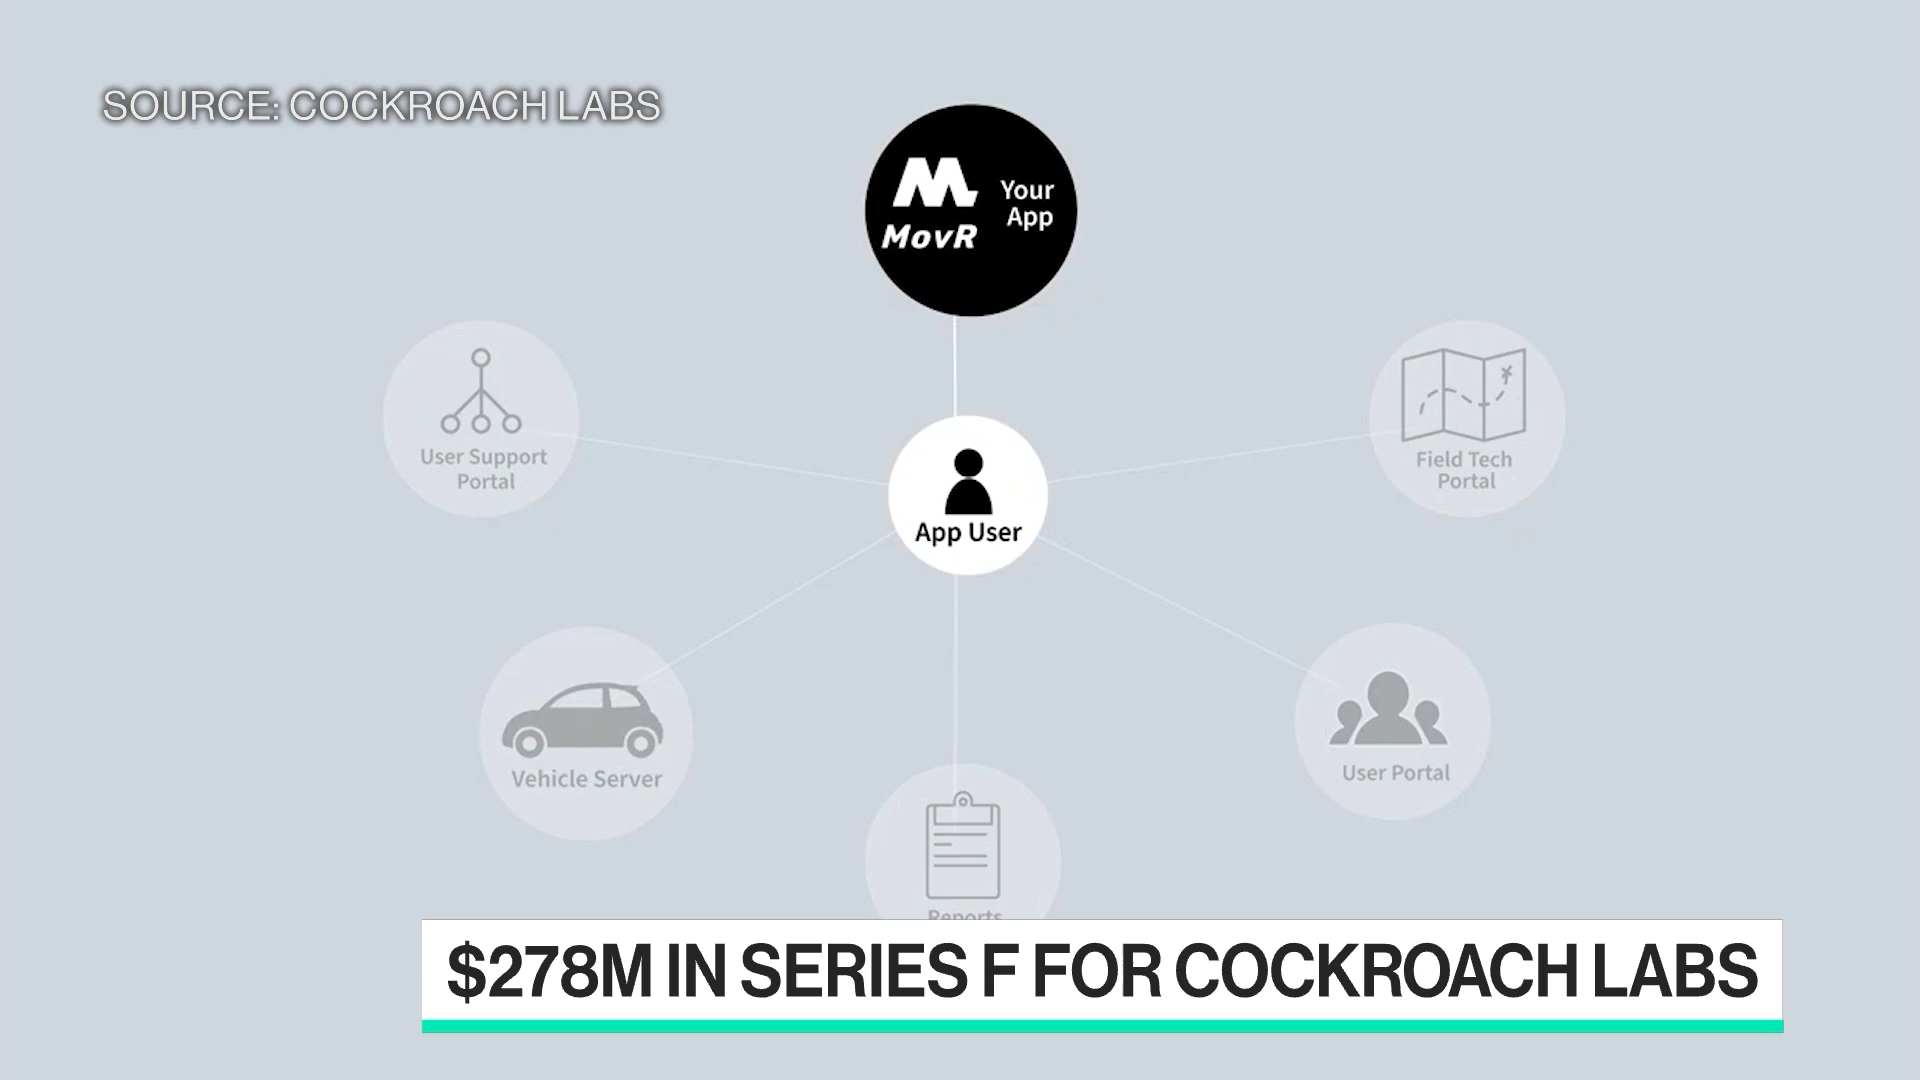 SOURCE: COCKROACH LABS
Your
App
MovR
User Support
Portal
Field Tech
Portal
App User
Vehicle Server
User Portal
Reports
$278M IN SERIES F FOR COCKROACH LABS